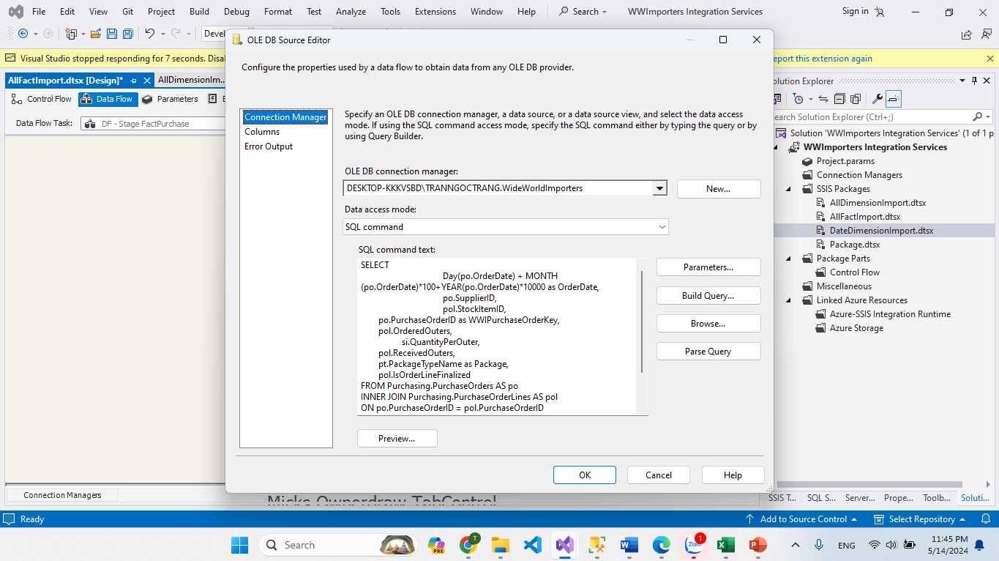 File Edit View Git Project Build Debug Format Test Analyze Tools Extensions Window Help Search WWImporters Integration Services Sign in
Visual Studio stopped responding for 7 seconds. Disa
eport this extension again
AllFactImport.dtsx [Design]* AllDimensionIm...
Control Flow Data Flow Parameters
Data Flow Task: DF - Stage FactPurchase
OLE DB Source Editor
Configure the properties used by a data flow to obtain data from any OLE DB provider.
Connection Manager
Columns
Error Output
Specify an OLE DB connection manager, a data source, or a data source view, and select the data access
mode. If using the SQL command access mode, specify the SQL command either by typing the query or by
using Query Builder.
OLE DB connection manager:
DESKTOP-KKKVSBD\TRANNGOCTRANG.WideWorldImporters
New...
Data access mode:
SQL command
SQL command text:
SELECT
Day(po.OrderDate) + MONTH
(po.OrderDate)*100+YEAR(po.OrderDate)*10000 as OrderDate,
po.SupplierID,
pol.StockItemID,
po.PurchaseOrderID as WWIPurchaseOrderKey,
pol.OrderedOuters,
si.QuantityPerOuter,
pol.ReceivedOuters,
pt.PackageTypeName as Package,
pol.IsOrderLineFinalized
FROM Purchasing.PurchaseOrders AS po
INNER JOIN Purchasing.PurchaseOrderLines AS pol
ON po.PurchaseOrderID = pol.PurchaseOrderID
Parameters...
Build Query...
Browse...
Parse Query
Preview...
OK Cancel Help
olution Explorer
earch Solution Explorer (Ctrl+;)
Solution 'WWImporters Integration Services' (1 of 1 p
WWImporters Integration Services
Project.params
Connection Managers
SSIS Packages
AllDimensionImport.dtsx
AllFactImport.dtsx
DateDimensionImport.dtsx
Package.dtsx
Package Parts
Control Flow
Miscellaneous
Linked Azure Resources
Azure-SSIS Integration Runtime
Azure Storage
Connection Managers
Micks Ownerdraw TabControl
SSIS T... SQL S... Server... Prope... Toolb... Soluti...
Ready
Add to Source Control Select Repository
Search
PRE
T
Zalo
1
ENG
11:45 PM
5/14/2024